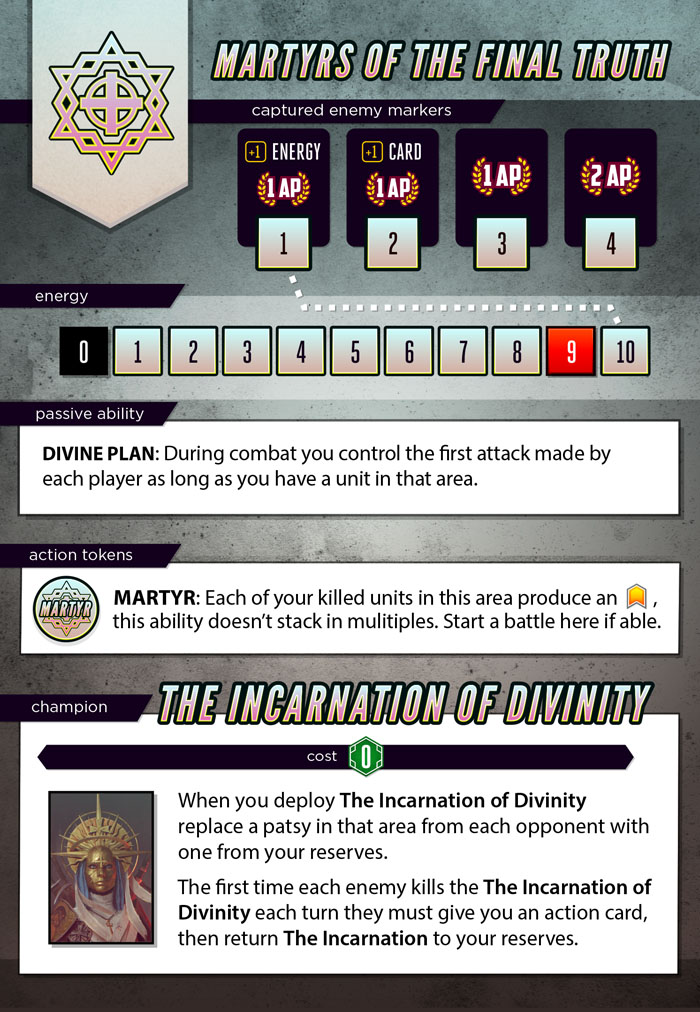 MARTYRS OF THE FINAL TRUTH
captured enemy markers
+1 ENERGY
1 AP
1
+1 CARD
1 AP
2
1 AP
3
2 AP
4
energy
0 1 2 3 4 5 6 7 8 9 10
passive ability
DIVINE PLAN: During combat you control the first attack made by
each player as long as you have a unit in that area.
action tokens
MARTYR
MARTYR: Each of your killed units in this area produce an ,
this ability doesn't stack in mulitiples. Start a battle here if able.
champion
THE INCARNATION OF DIVINITY
cost 0
When you deploy The Incarnation of Divinity
replace a patsy in that area from each opponent with
one from your reserves.
The first time each enemy kills the The Incarnation of
Divinity each turn they must give you an action card,
then return The Incarnation to your reserves.